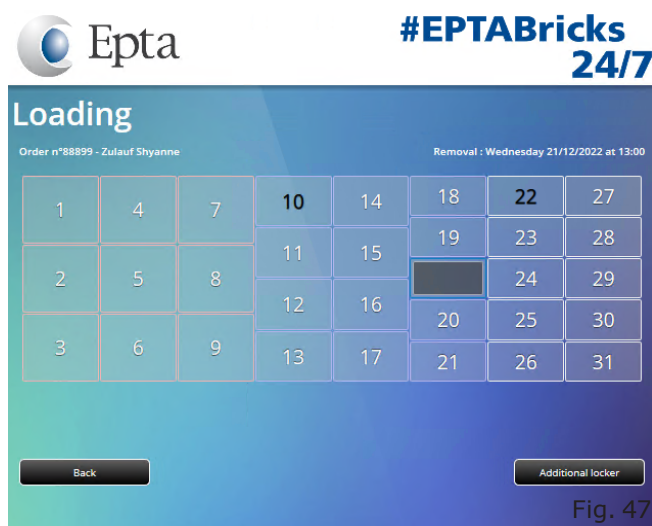 Epta
#EPTABricks
24/7
Loading
Order n°88899 - Zulauf Shyanne
Removal : Wednesday 21/12/2022 at 13:00
1 4 7 10 14 18 22 27
11 15 19 23 28
2 5 8 24 29
12 16 20 25 30
3 6 9 13 17 21 26 31
Back
Additional locker
Fig. 47